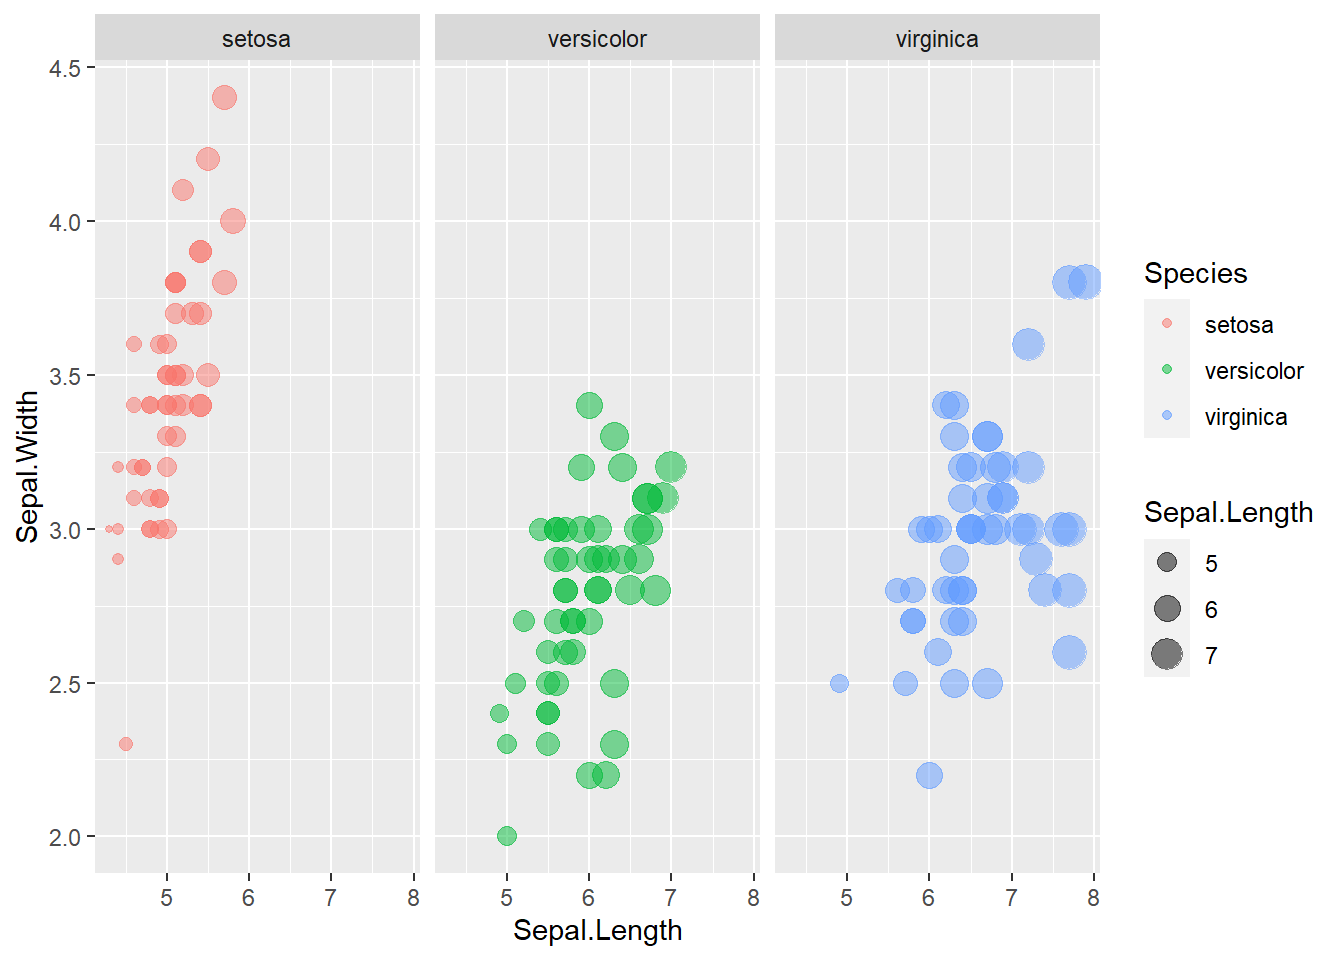 setosa
versicolor
virginica
Sepal.Width
4.5
4.0
3.5
3.0
2.5
2.0
5 6 7 8
5 6 7 8
5 6 7 8
Sepal.Length
Species
setosa
versicolor
virginica
Sepal.Length
5
6
7